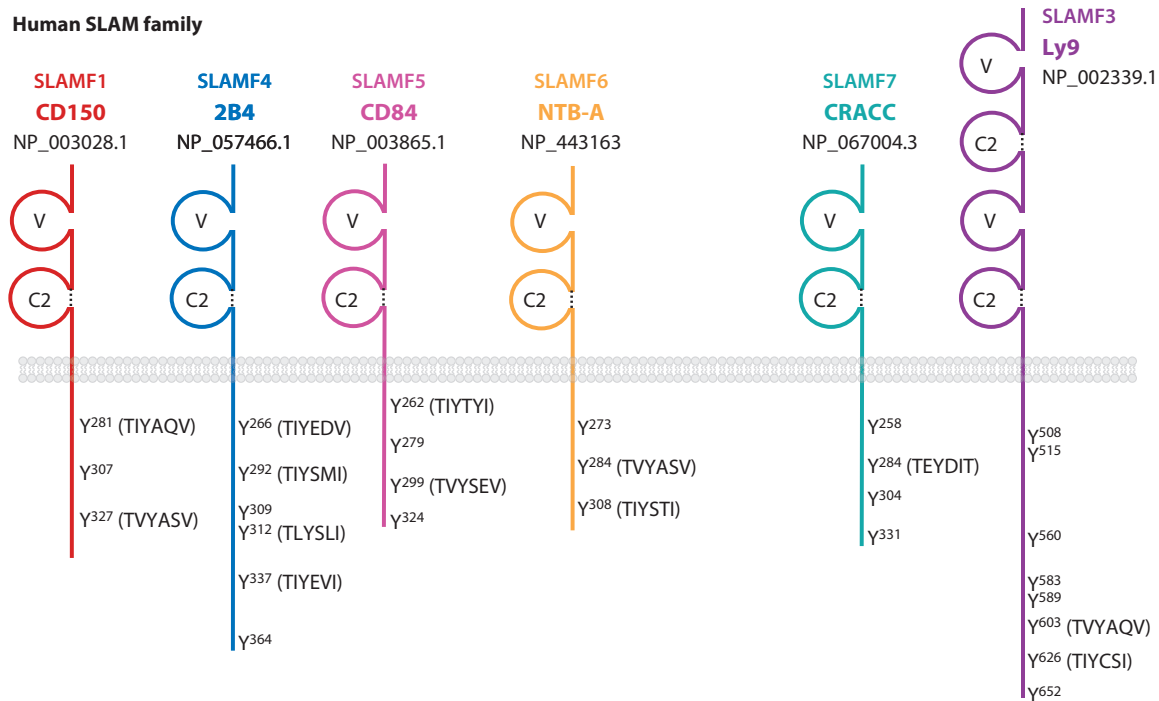 Human SLAM family
SLAMF1
CD150
NP_003028.1
V
C2
Y281 (TIYAQV)
Y307
Y327 (TVYASV)
SLAMF4
2B4
NP_057466.1
V
C2
Y266 (TIYEDV)
Y292 (TIYSMI)
Y309
Y312 (TLYSLI)
Y337 (TIYEVI)
Y364
SLAMF5
CD84
NP_003865.1
V
C2
Y262 (TIYTYI)
Y279
Y299 (TVYSEV)
Y324
SLAMF6
NTB-A
NP_443163
V
C2
Y273
Y284 (TVYASV)
Y308 (TIYSTI)
SLAMF7
CRACC
NP_067004.3
V
C2
Y258
Y284 (TEYDIT)
Y304
Y331
SLAMF3
Ly9
NP_002339.1
V
C2
V
C2
Y508
Y515
Y560
Y583
Y589
Y603 (TVYAQV)
Y626 (TIYCSI)
Y652